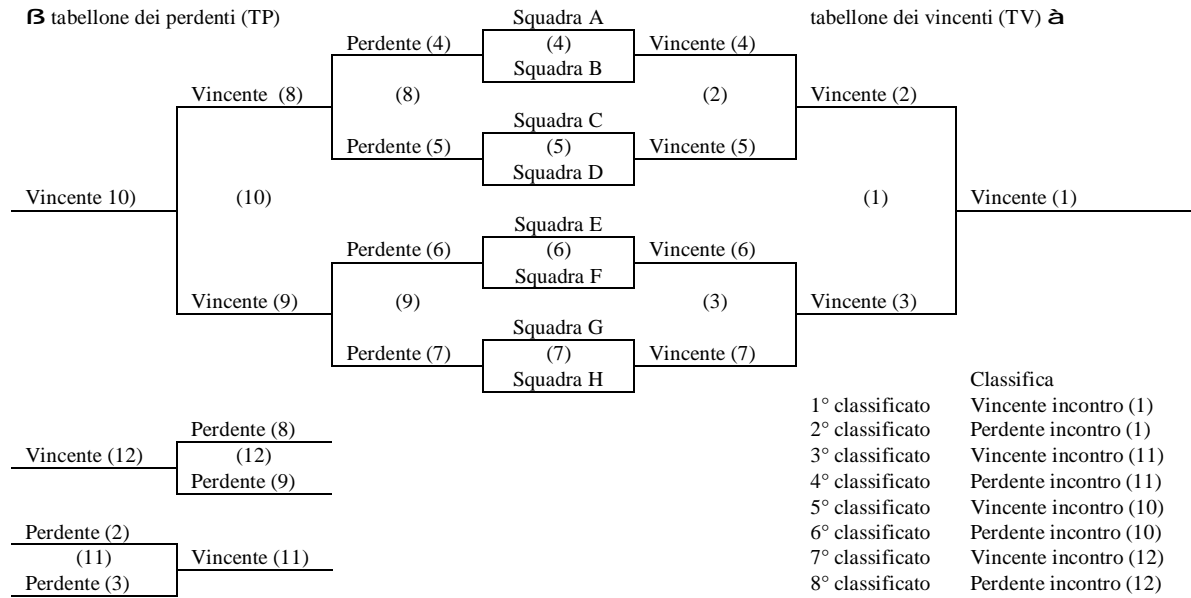 ß tabellone dei perdenti (TP)
Squadra A
tabellone dei vincenti (TV) à
Perdente (4)
(4)
Vincente (4)
Squadra B
Vincente (8)
(8)
(2)
Vincente (2)
Squadra C
Perdente (5)
(5)
Vincente (5)
Squadra D
Vincente 10)
(10)
(1)
Vincente (1)
Squadra E
Perdente (6)
(6)
Vincente (6)
Squadra F
Vincente (9)
(9)
(3)
Vincente (3)
Squadra G
Perdente (7)
(7)
Vincente (7)
Squadra H
Classifica
1° classificato Vincente incontro (1)
2° classificato Perdente incontro (1)
3° classificato Vincente incontro (11)
4° classificato Perdente incontro (11)
5° classificato Vincente incontro (10)
6° classificato Perdente incontro (10)
7° classificato Vincente incontro (12)
8° classificato Perdente incontro (12)
Perdente (8)
Vincente (12)
(12)
Perdente (9)
Perdente (2)
(11)
Vincente (11)
Perdente (3)